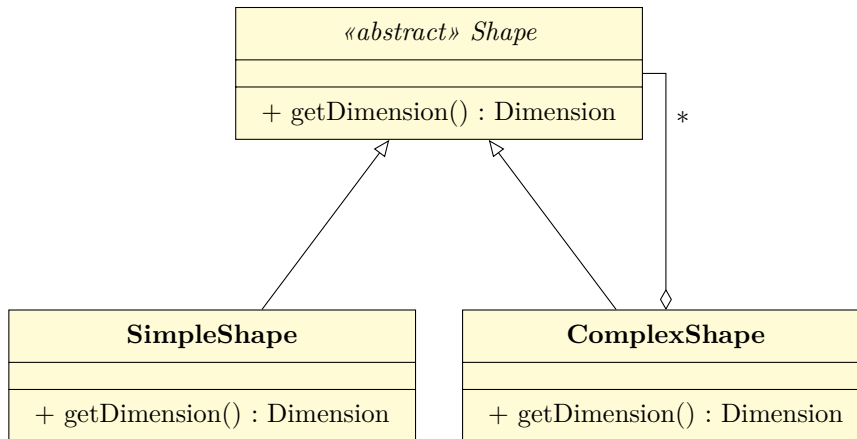 «abstract» Shape
+ getDimension() : Dimension
*
SimpleShape
+ getDimension() : Dimension
ComplexShape
+ getDimension() : Dimension